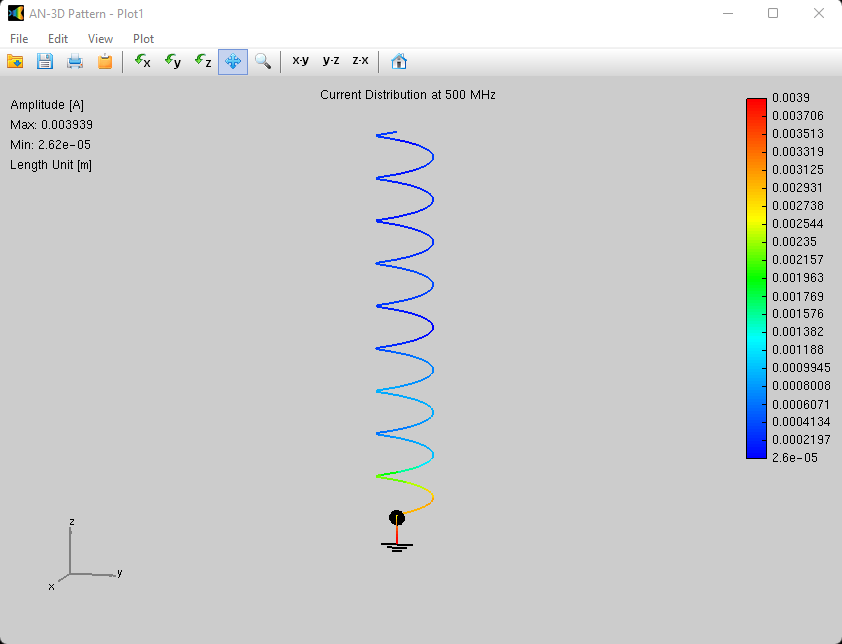 AN-3D Pattern - Plot1
File Edit View Plot
x y z x-y y-z z-x
Current Distribution at 500 MHz
Amplitude [A]
Max: 0.003939
Min: 2.62e-05
Length Unit [m]
0.0039
0.003706
0.003513
0.003319
0.003125
0.002931
0.002738
0.002544
0.00235
0.002157
0.001963
0.001769
0.001576
0.001382
0.001188
0.0009945
0.0008008
0.0006071
0.0004134
0.0002197
2.6e-05
z
y
x